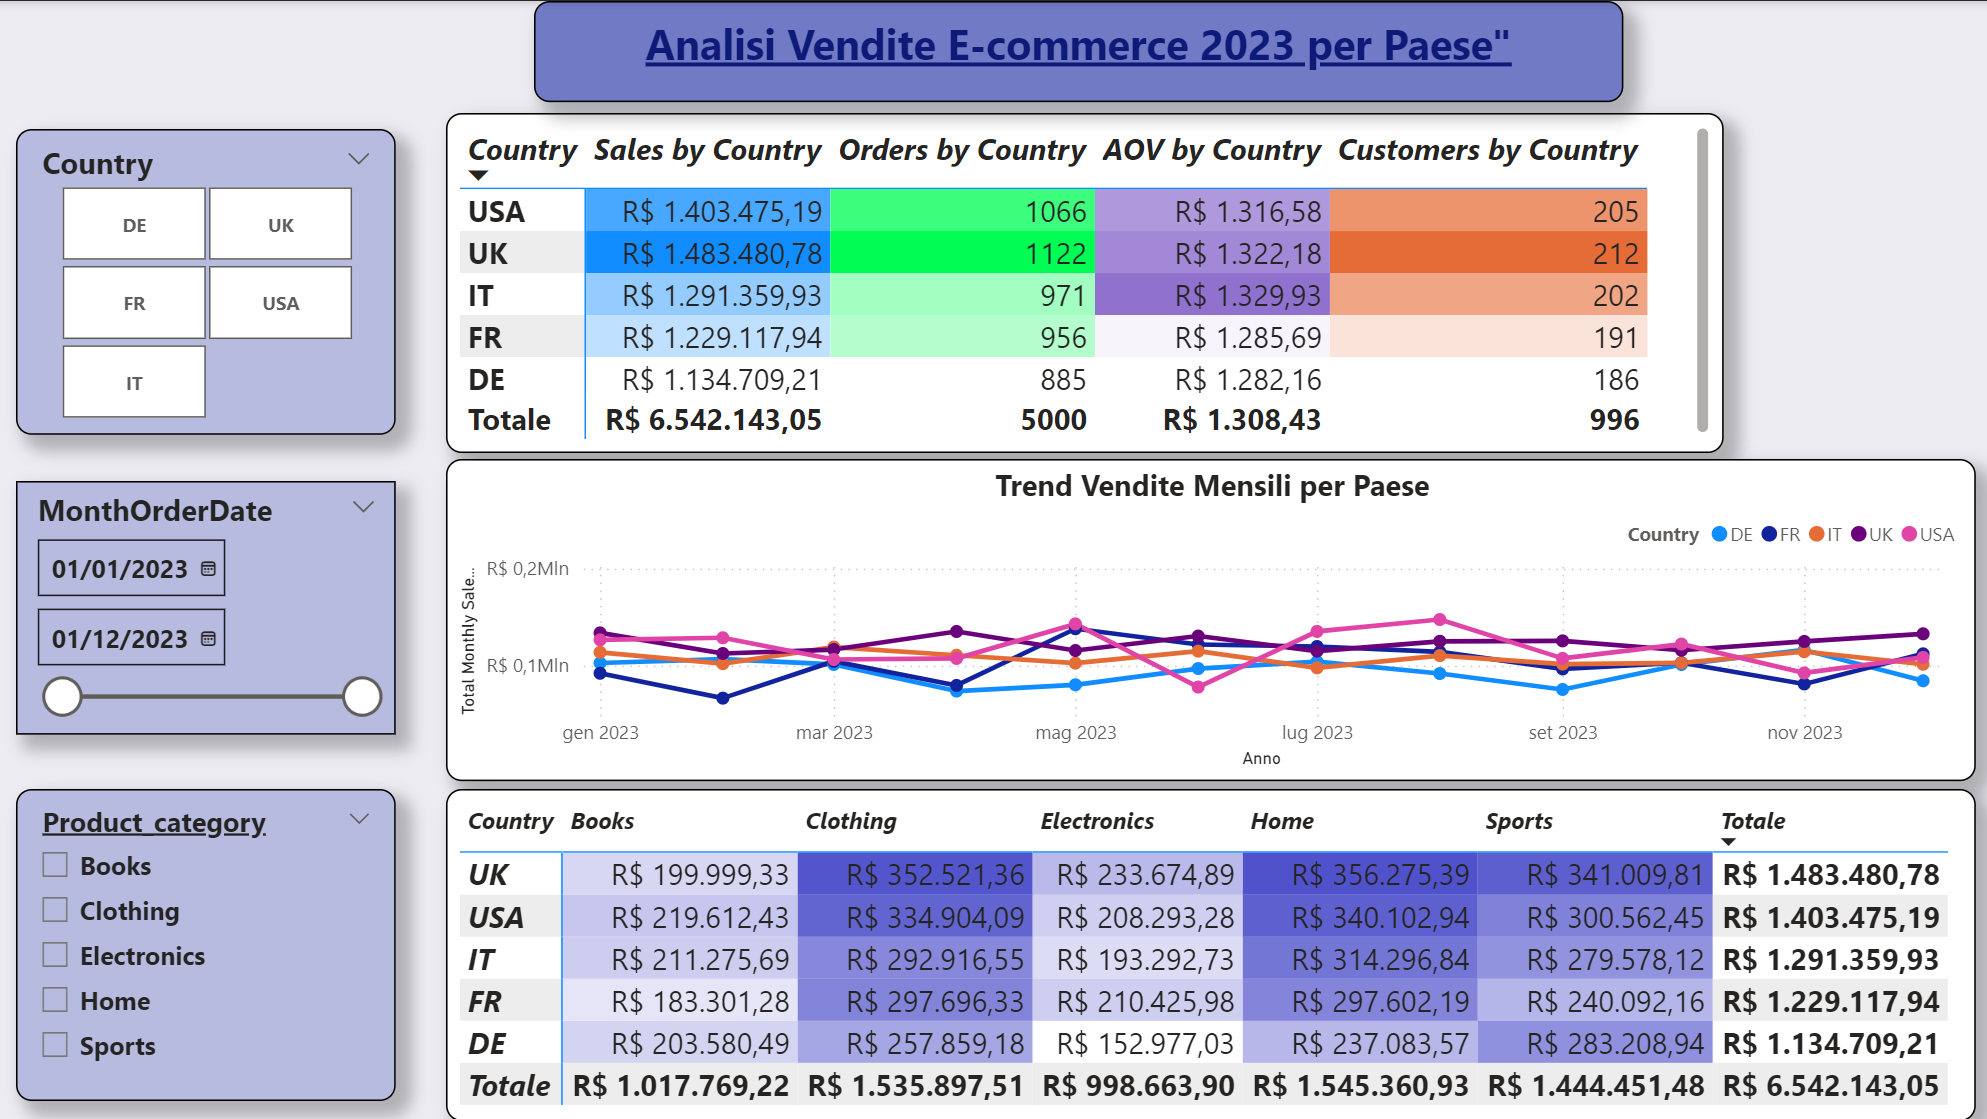 Analisi Vendite E-commerce 2023 per Paese"
Country
DE UK
FR USA
IT
MonthOrderDate
01/01/2023
01/12/2023
Product_category
Books
Clothing
Electronics
Home
Sports
Country Sales by Country Orders by Country AOV by Country Customers by Country
USA R$ 1.403.475,19 1066 R$ 1.316,58 205
UK R$ 1.483.480,78 1122 R$ 1.322,18 212
IT R$ 1.291.359,93 971 R$ 1.329,93 202
FR R$ 1.229.117,94 956 R$ 1.285,69 191
DE R$ 1.134.709,21 885 R$ 1.282,16 186
Totale R$ 6.542.143,05 5000 R$ 1.308,43 996
Trend Vendite Mensili per Paese
Country DE FR IT UK USA
Total Monthly Sale...
R$ 0,2Mln
R$ 0,1Mln
gen 2023 mar 2023 mag 2023 lug 2023 set 2023 nov 2023
Anno
Country Books Clothing Electronics Home Sports Totale
UK R$ 199.999,33 R$ 352.521,36 R$ 233.674,89 R$ 356.275,39 R$ 341.009,81 R$ 1.483.480,78
USA R$ 219.612,43 R$ 334.904,09 R$ 208.293,28 R$ 340.102,94 R$ 300.562,45 R$ 1.403.475,19
IT R$ 211.275,69 R$ 292.916,55 R$ 193.292,73 R$ 314.296,84 R$ 279.578,12 R$ 1.291.359,93
FR R$ 183.301,28 R$ 297.696,33 R$ 210.425,98 R$ 297.602,19 R$ 240.092,16 R$ 1.229.117,94
DE R$ 203.580,49 R$ 257.859,18 R$ 152.977,03 R$ 237.083,57 R$ 283.208,94 R$ 1.134.709,21
Totale R$ 1.017.769,22 R$ 1.535.897,51 R$ 998.663,90 R$ 1.545.360,93 R$ 1.444.451,48 R$ 6.542.143,05